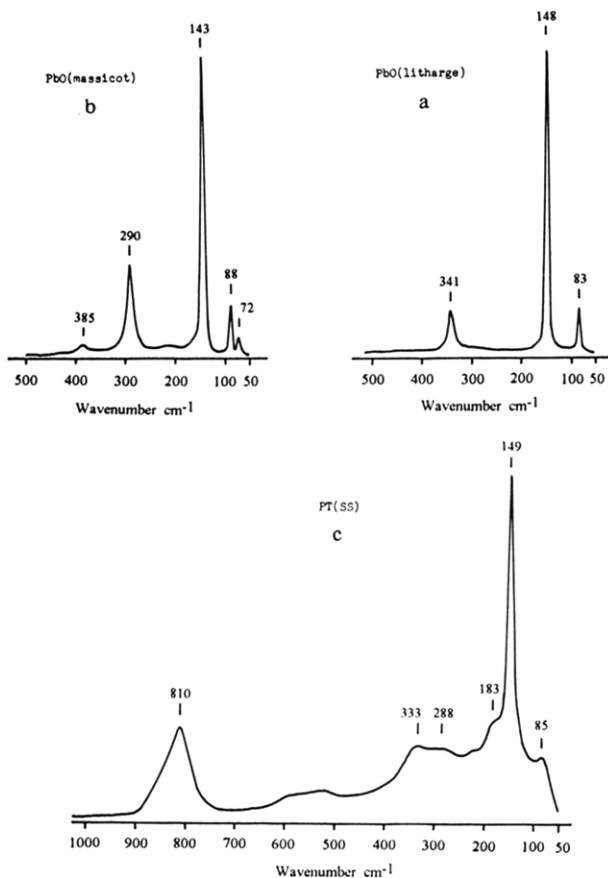 143
PbO(massicot)
b
290
385
88
72
500 400 300 200 100 50
Wavenumber cm-1
148
PbO(litharge)
a
341
83
500 400 300 200 100 50
Wavenumber cm-1
149
PT(SS)
c
810
333 288
183
85
1000 900 800 700 600 500 400 300 200 100 50
Wavenumber cm-1